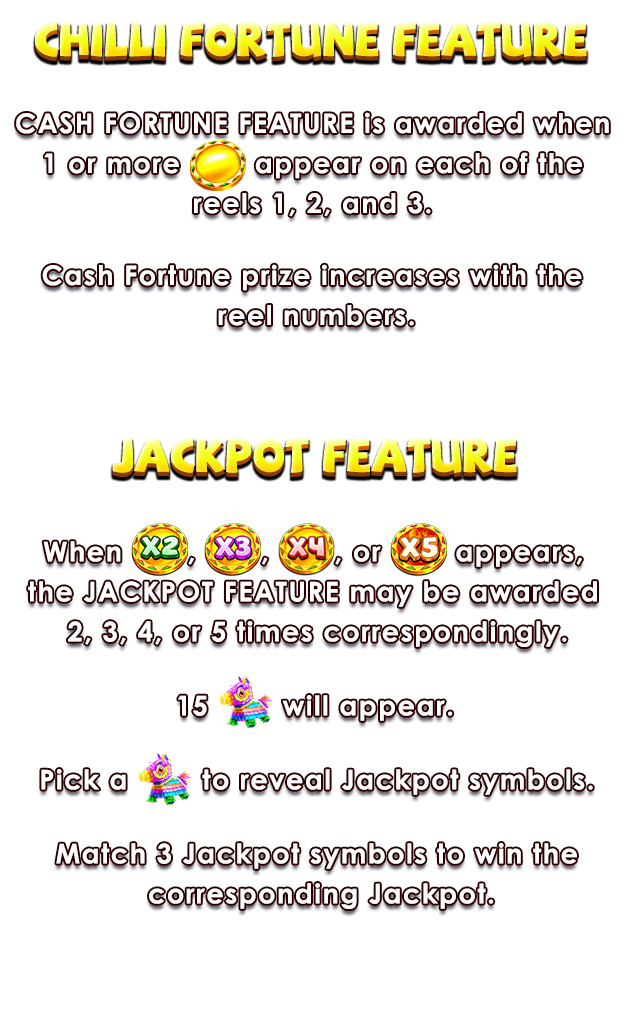 CHILLI FORTUNE FEATURE
CASH FORTUNE FEATURE is awarded when
1 or more appear on each of the
reels 1, 2, and 3.
Cash Fortune prize increases with the
reel numbers.
JACKPOT FEATURE
When X2, X3, X4, or X5 appears,
the JACKPOT FEATURE may be awarded
2, 3, 4, or 5 times correspondingly.
15 will appear.
Pick a to reveal Jackpot symbols.
Match 3 Jackpot symbols to win the
corresponding Jackpot.